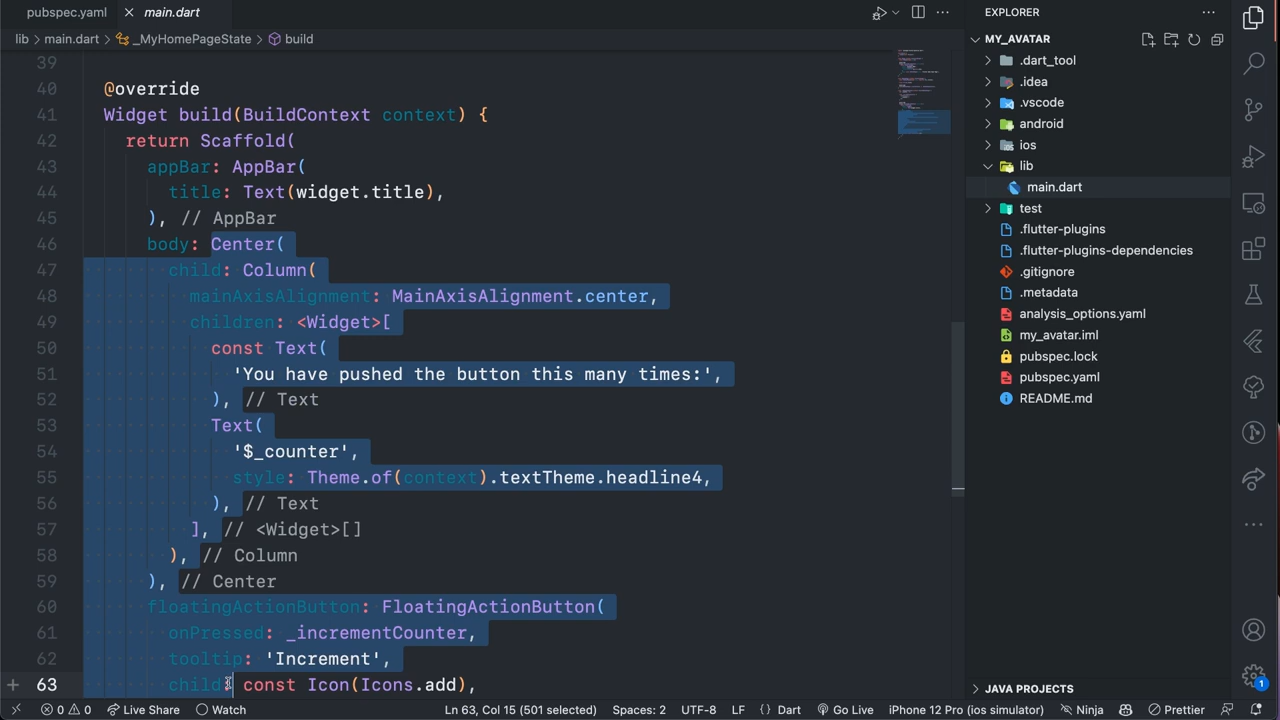 pubspec.yaml
main.dart
lib > main.dart > _MyHomePageState > build
39
40 @override
41 Widget build(BuildContext context) {
42 return Scaffold(
43 appBar: AppBar(
44 title: Text(widget.title),
45 ), // AppBar
46 body: Center(
47 child: Column(
48 mainAxisAlignment: MainAxisAlignment.center,
49 children: <Widget>[
50 const Text(
51 'You have pushed the button this many times:',
52 ), // Text
53 Text(
54 '$_counter',
55 style: Theme.of(context).textTheme.headline4,
56 ), // Text
57 ], // <Widget>[]
58 ), // Column
59 ), // Center
60 floatingActionButton: FloatingActionButton(
61 onPressed: _incrementCounter,
62 tooltip: 'Increment',
63 child: const Icon(Icons.add),
EXPLORER
MY_AVATAR
.dart_tool
.idea
.vscode
android
ios
lib
main.dart
test
.flutter-plugins
.flutter-plugins-dependencies
.gitignore
.metadata
analysis_options.yaml
my_avatar.iml
pubspec.lock
pubspec.yaml
README.md
JAVA PROJECTS
1
0 0 Live Share Watch Ln 63, Col 15 (501 selected) Spaces: 2 UTF-8 LF {} Dart Go Live iPhone 12 Pro (ios simulator) Ninja Prettier